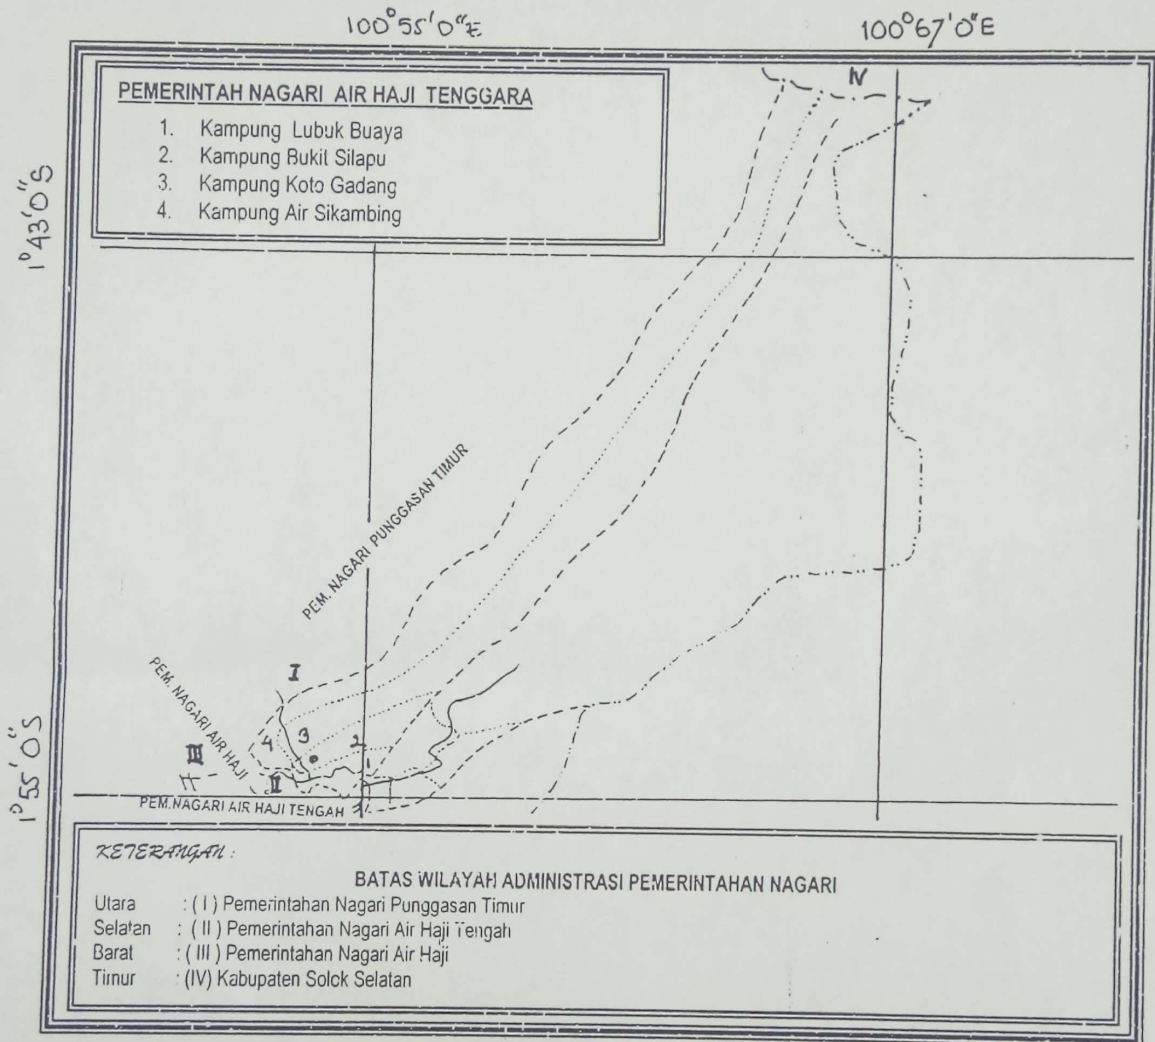 100°55'0"E
100°67'0"E
PEMERINTAH NAGARI AIR HAJI TENGGARA
1. Kampung Lubuk Buaya
2. Kampung Bukit Silapu
3. Kampung Koto Gadang
4. Kampung Air Sikambing
IV
1°43'0"S
PEM. NAGARI PUNGGASAN TIMUR
I
PEM. NAGARI AIR HAJI
III
4
3
2
1
II
1°55'0"S
PEM.NAGARI AIR HAJI TENGAH
KETERANGAN :
BATAS WILAYAH ADMINISTRASI PEMERINTAHAN NAGARI
Utara : ( I ) Pemerintahan Nagari Punggasan Timur
Selatan : ( II ) Pemerintahan Nagari Air Haji Tengah
Barat : ( III ) Pemerintahan Nagari Air Haji
Timur : (IV) Kabupaten Solok Selatan